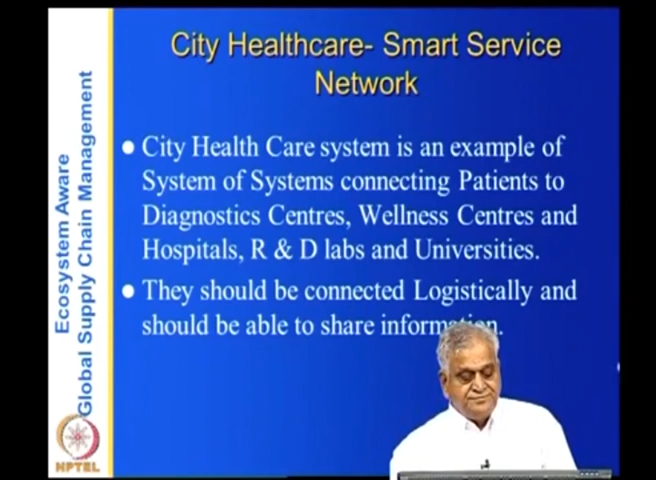 City Healthcare- Smart Service
Network
Ecosystem Aware
Global Supply Chain Management
City Health Care system is an example of
System of Systems connecting Patients to
Diagnostics Centres, Wellness Centres and
Hospitals, R & D labs and Universities.
They should be connected Logistically and
should be able to share information.
NPTEL